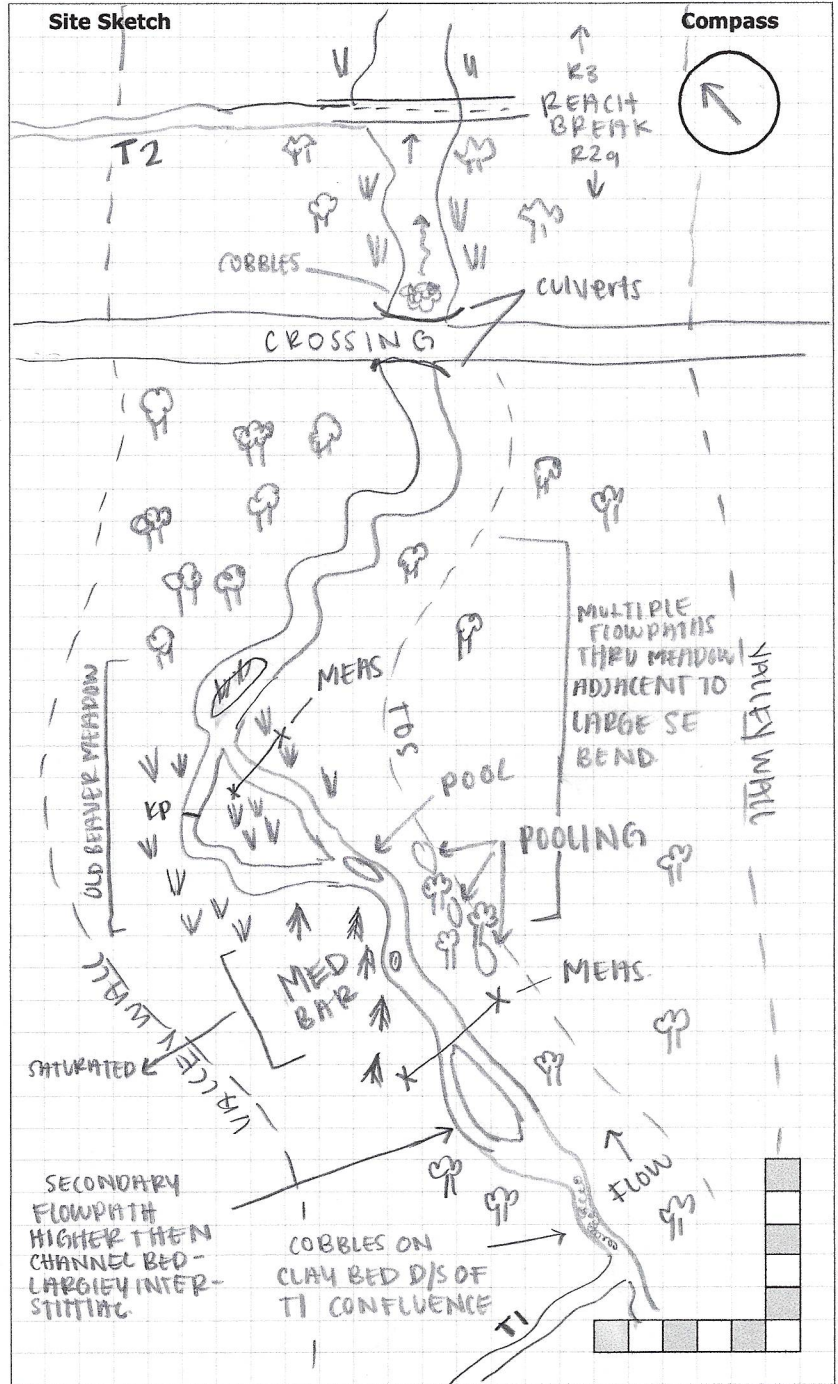 Site Sketch
Compass
R3
REACH
BREAK
R2a
T2
COBBLES
culverts
CROSSING
MULTIPLE
FLOWPATHS
THRU MEADOW
ADJACENT TO
LARGE SE
BEND
VALLEY WALL
MEAS
TOS
OLD BEAVER MEADOW
POOL
KP
POOLING
MED
BAR
MEAS.
VALLEY WALL
SATURATED
FLOW
SECONDARY
FLOWPATH
HIGHER THEN
CHANNEL BED-
LARGLEY INTER-
STITIAL.
COBBLES ON
CLAY BED D/S OF
T1 CONFLUENCE
T1